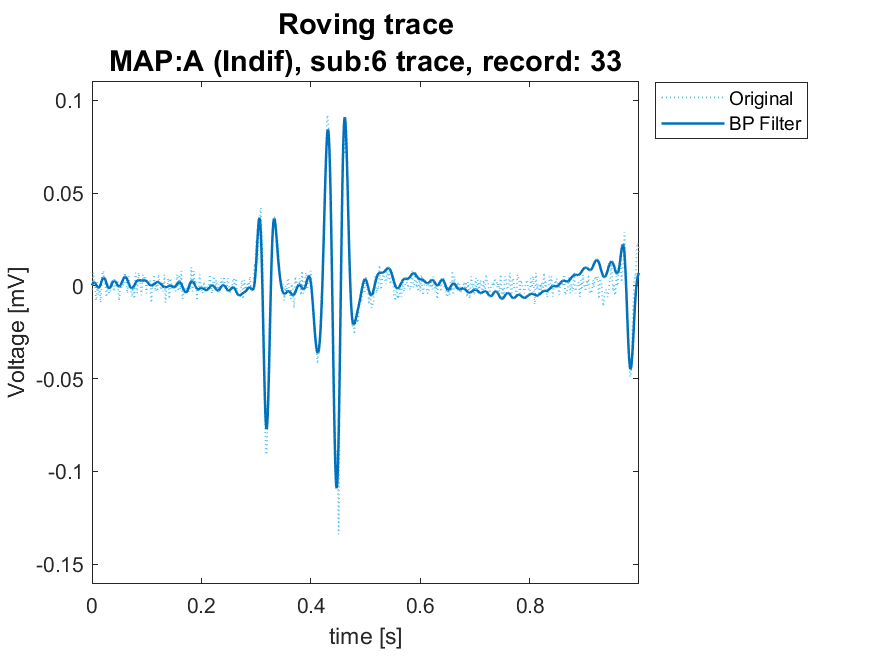 Roving trace
MAP:A (Indif), sub:6 trace, record: 33
Original
BP Filter
0.1
0.05
0
-0.05
-0.1
-0.15
Voltage [mV]
0 0.2 0.4 0.6 0.8
time [s]